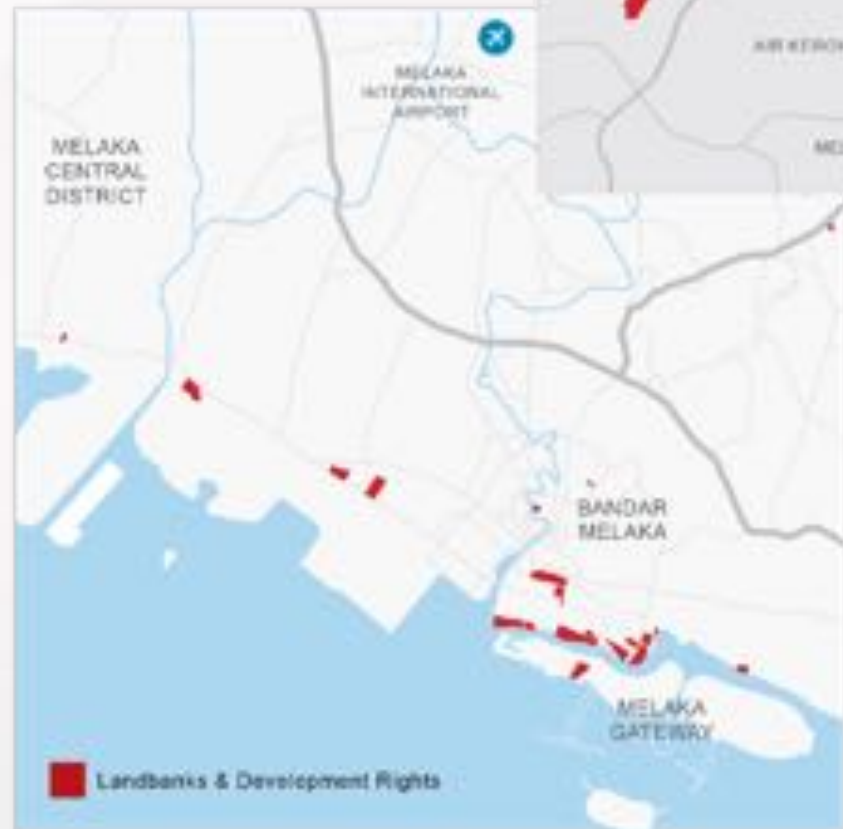 MELAKA
INTERNATIONAL
AIRPORT
MELAKA
CENTRAL
DISTRICT
BANDAR
MELAKA
MELAKA
GATEWAY
Landbanks & Development Rights